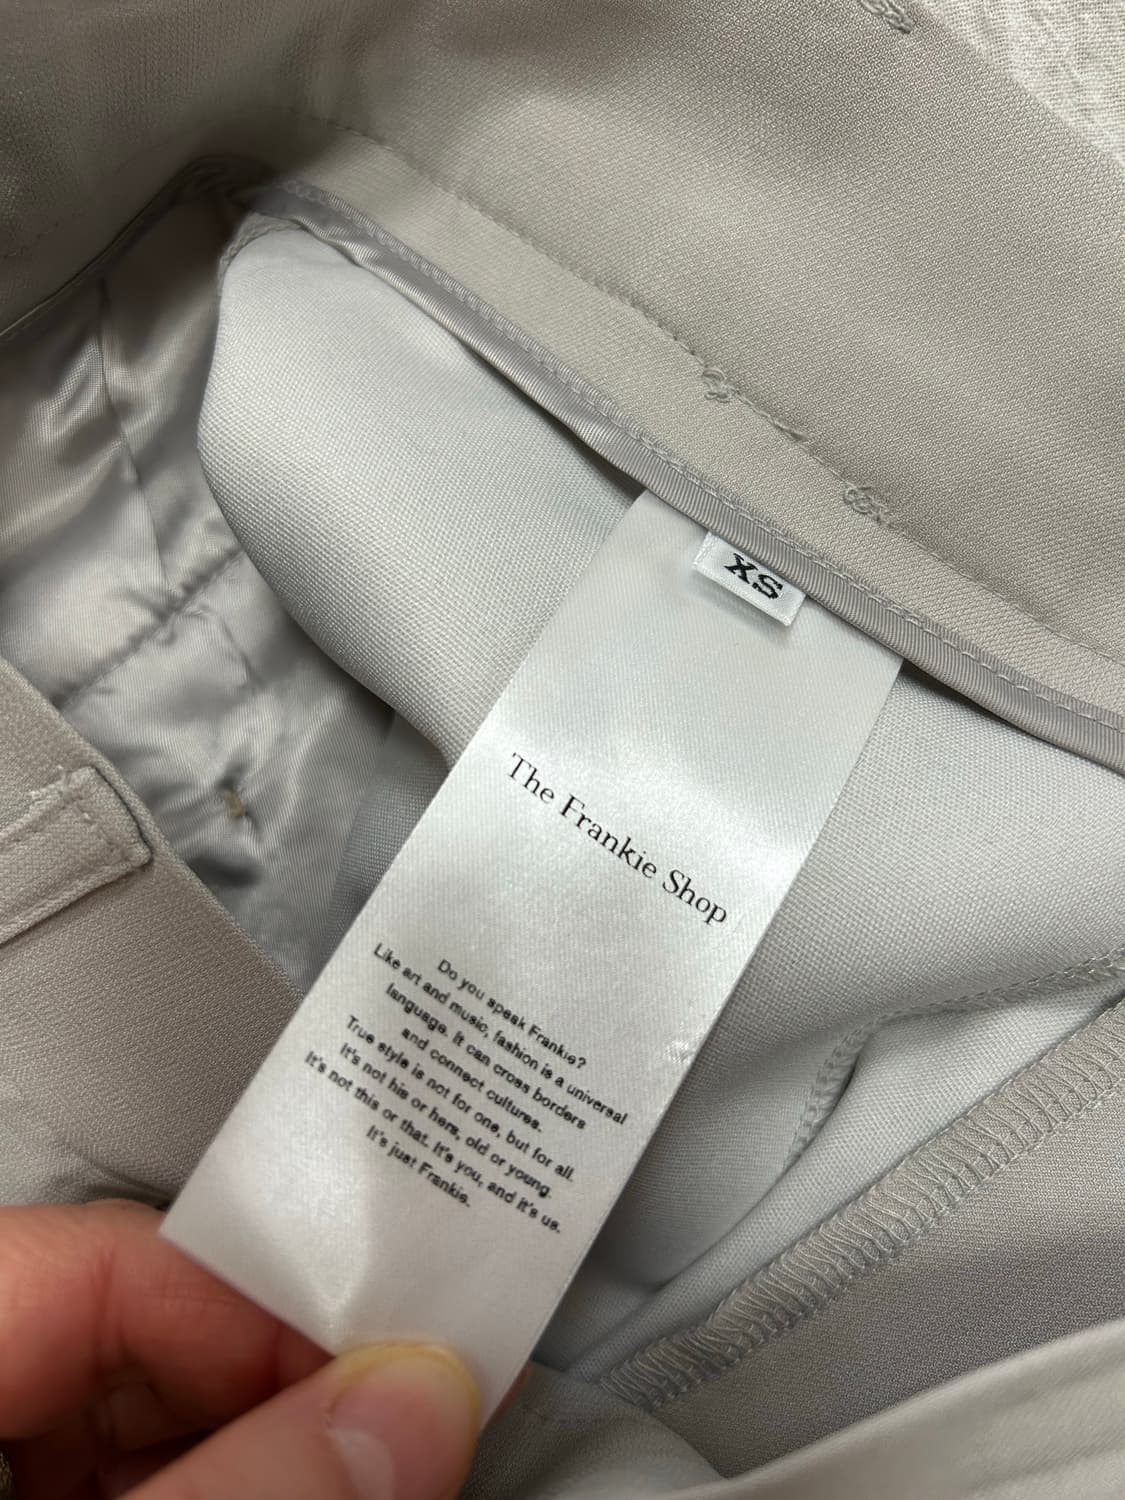 XS
The Frankie Shop
Do you speak Frankie?
Like art and music, fashion is a universal
language. It can cross borders
and connect cultures.
True style is not for one, but for all.
It's not his or hers, old or young.
It's not this or that. It's you, and it's us.
It's just Frankie.